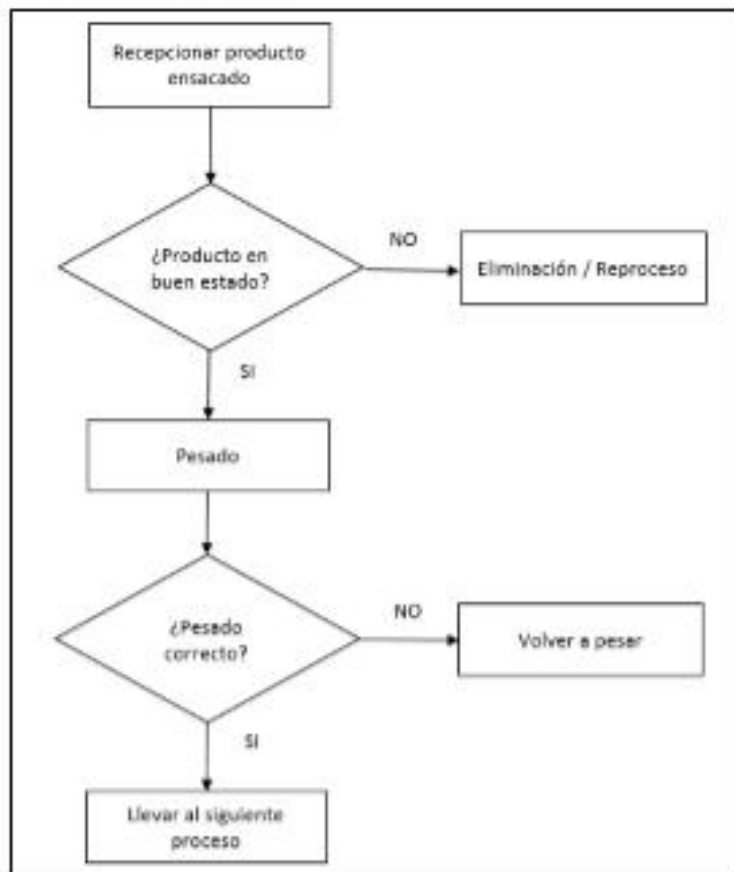 Recepcionar producto
ensacado
¿Producto en
buen estado?
NO
Eliminación / Reproceso
SI
Pesado
¿Pesado
correcto?
NO
Volver a pesar
SI
Llevar al siguiente
proceso